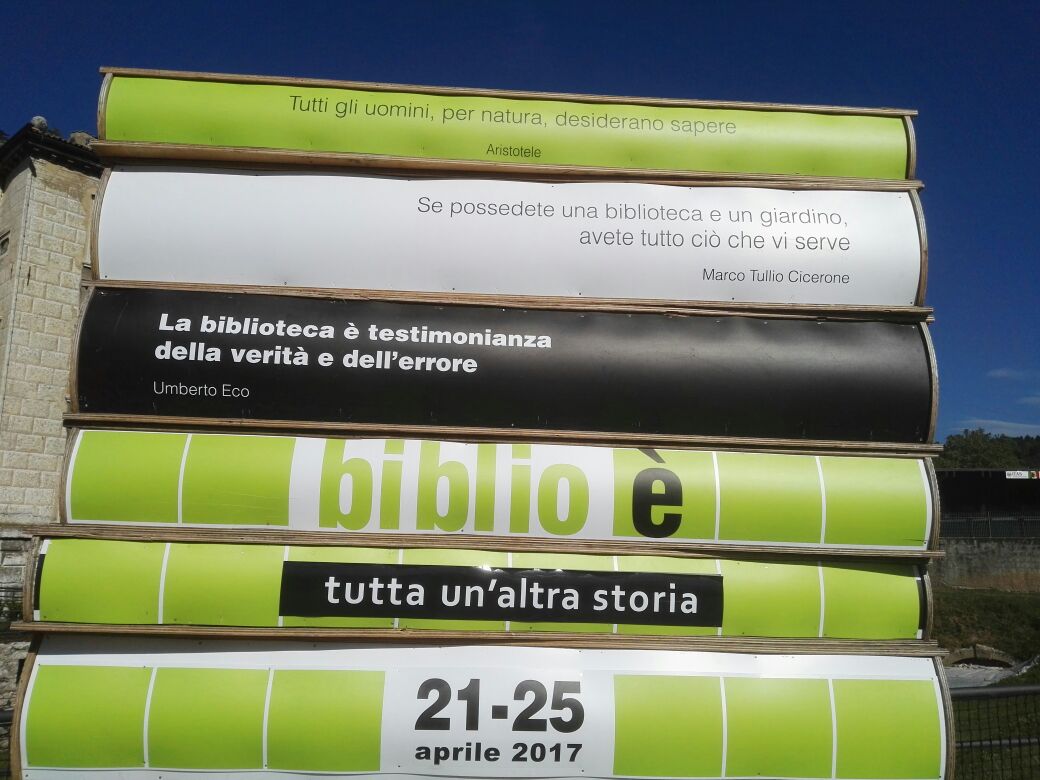 Tutti gli uomini, per natura, desiderano sapere
Aristotele
Se possedete una biblioteca e un giardino,
avete tutto ciò che vi serve
Marco Tullio Cicerone
La biblioteca è testimonianza
della verità e dell'errore
Umberto Eco
biblio è
tutta un'altra storia
21-25
aprile 2017